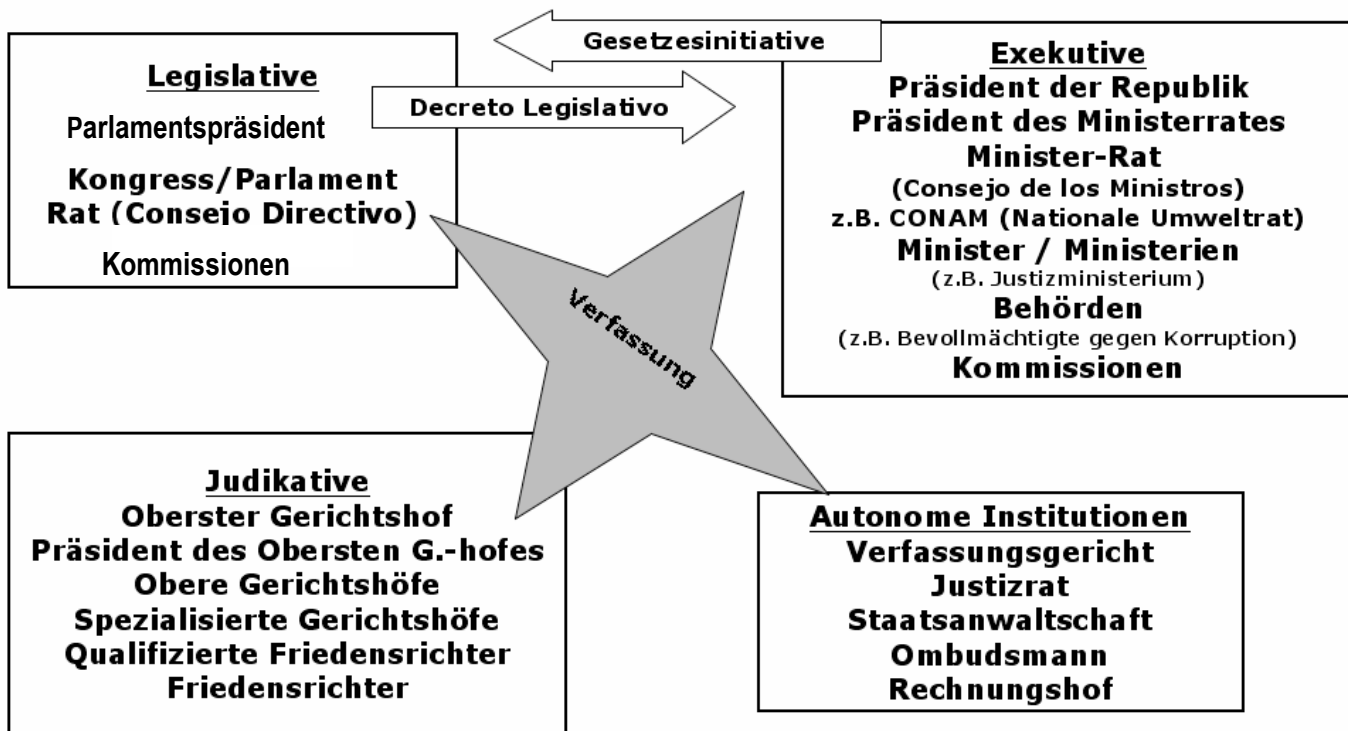 Gesetzesinitiative
Decreto Legislativo
Legislative
Parlamentspräsident
Kongress/Parlament
Rat (Consejo Directivo)
Kommissionen
Exekutive
Präsident der Republik
Präsident des Ministerrates
Minister-Rat
(Consejo de los Ministros)
z.B. CONAM (Nationale Umweltrat)
Minister / Ministerien
(z.B. Justizministerium)
Behörden
(z.B. Bevollmächtigte gegen Korruption)
Kommissionen
Verfassung
Judikative
Oberster Gerichtshof
Präsident des Obersten G.-hofes
Obere Gerichtshöfe
Spezialisierte Gerichtshöfe
Qualifizierte Friedensrichter
Friedensrichter
Autonome Institutionen
Verfassungsgericht
Justizrat
Staatsanwaltschaft
Ombudsmann
Rechnungshof